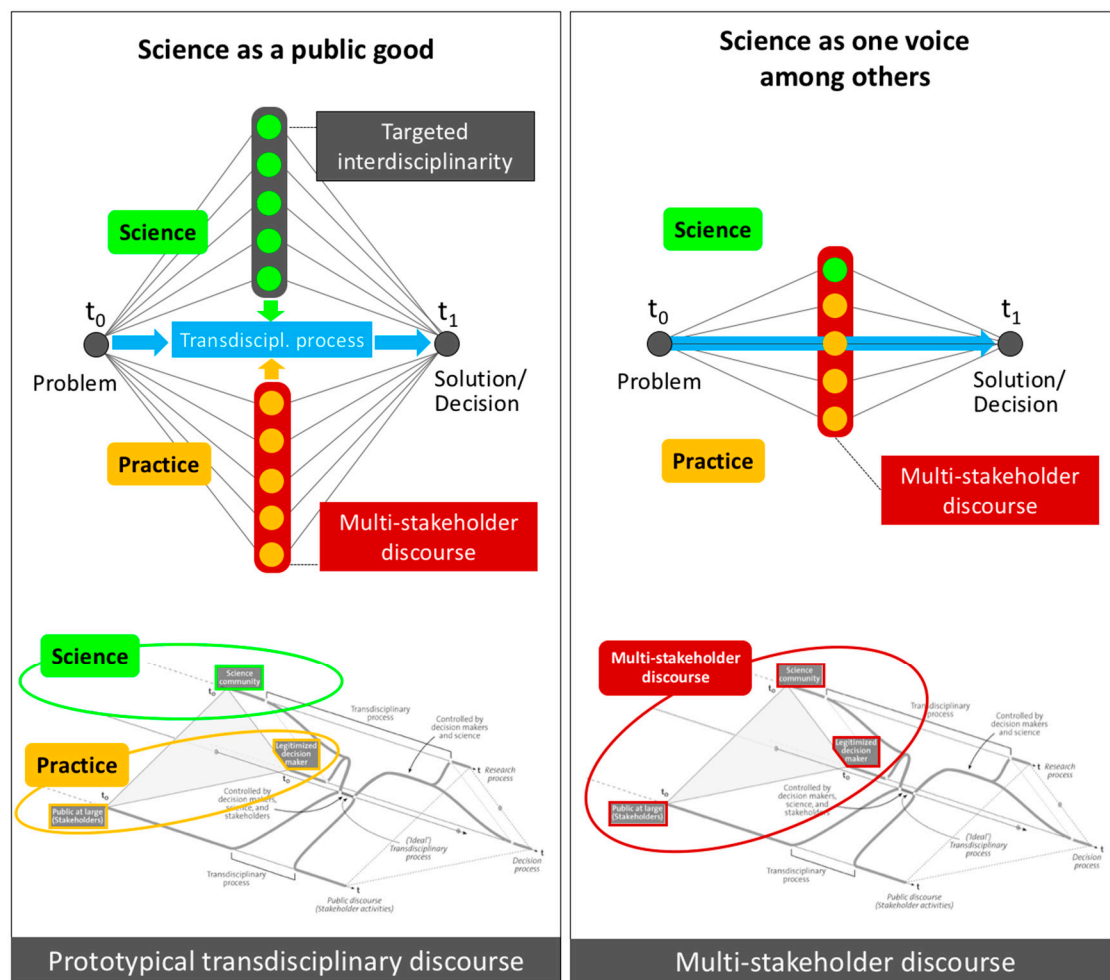 Science as a public good
Targeted
interdisciplinarity
Science
t0
t1
Transdiscipl. process
Problem
Solution/
Decision
Practice
Multi-stakeholder
discourse
Science
Science
community
t0
Transdisciplinary
process
Controlled by
decision makers
and science
Practice
Legitimized
decision
maker
t0
t
Research
process
t0
Public at large
(Stakeholders)
Controlled by
decision makers,
science, and
stakeholders
('Ideal')
Transdisciplinary
process
t
Decision
process
Transdisciplinary
process
t
Public discourse
(Stakeholder activities)
Prototypical transdisciplinary discourse
Science as one voice
among others
Science
t0
t1
Problem
Solution/
Decision
Practice
Multi-stakeholder
discourse
Multi-stakeholder
discourse
Science
community
t0
Transdisciplinary
process
Controlled by
decision makers
and science
Legitimized
decision
maker
t0
t
Research
process
t0
Public at large
(Stakeholders)
Controlled by
decision makers,
science, and
stakeholders
('Ideal')
Transdisciplinary
process
t
Decision
process
Transdisciplinary
process
t
Public discourse
(Stakeholder activities)
Multi-stakeholder discourse